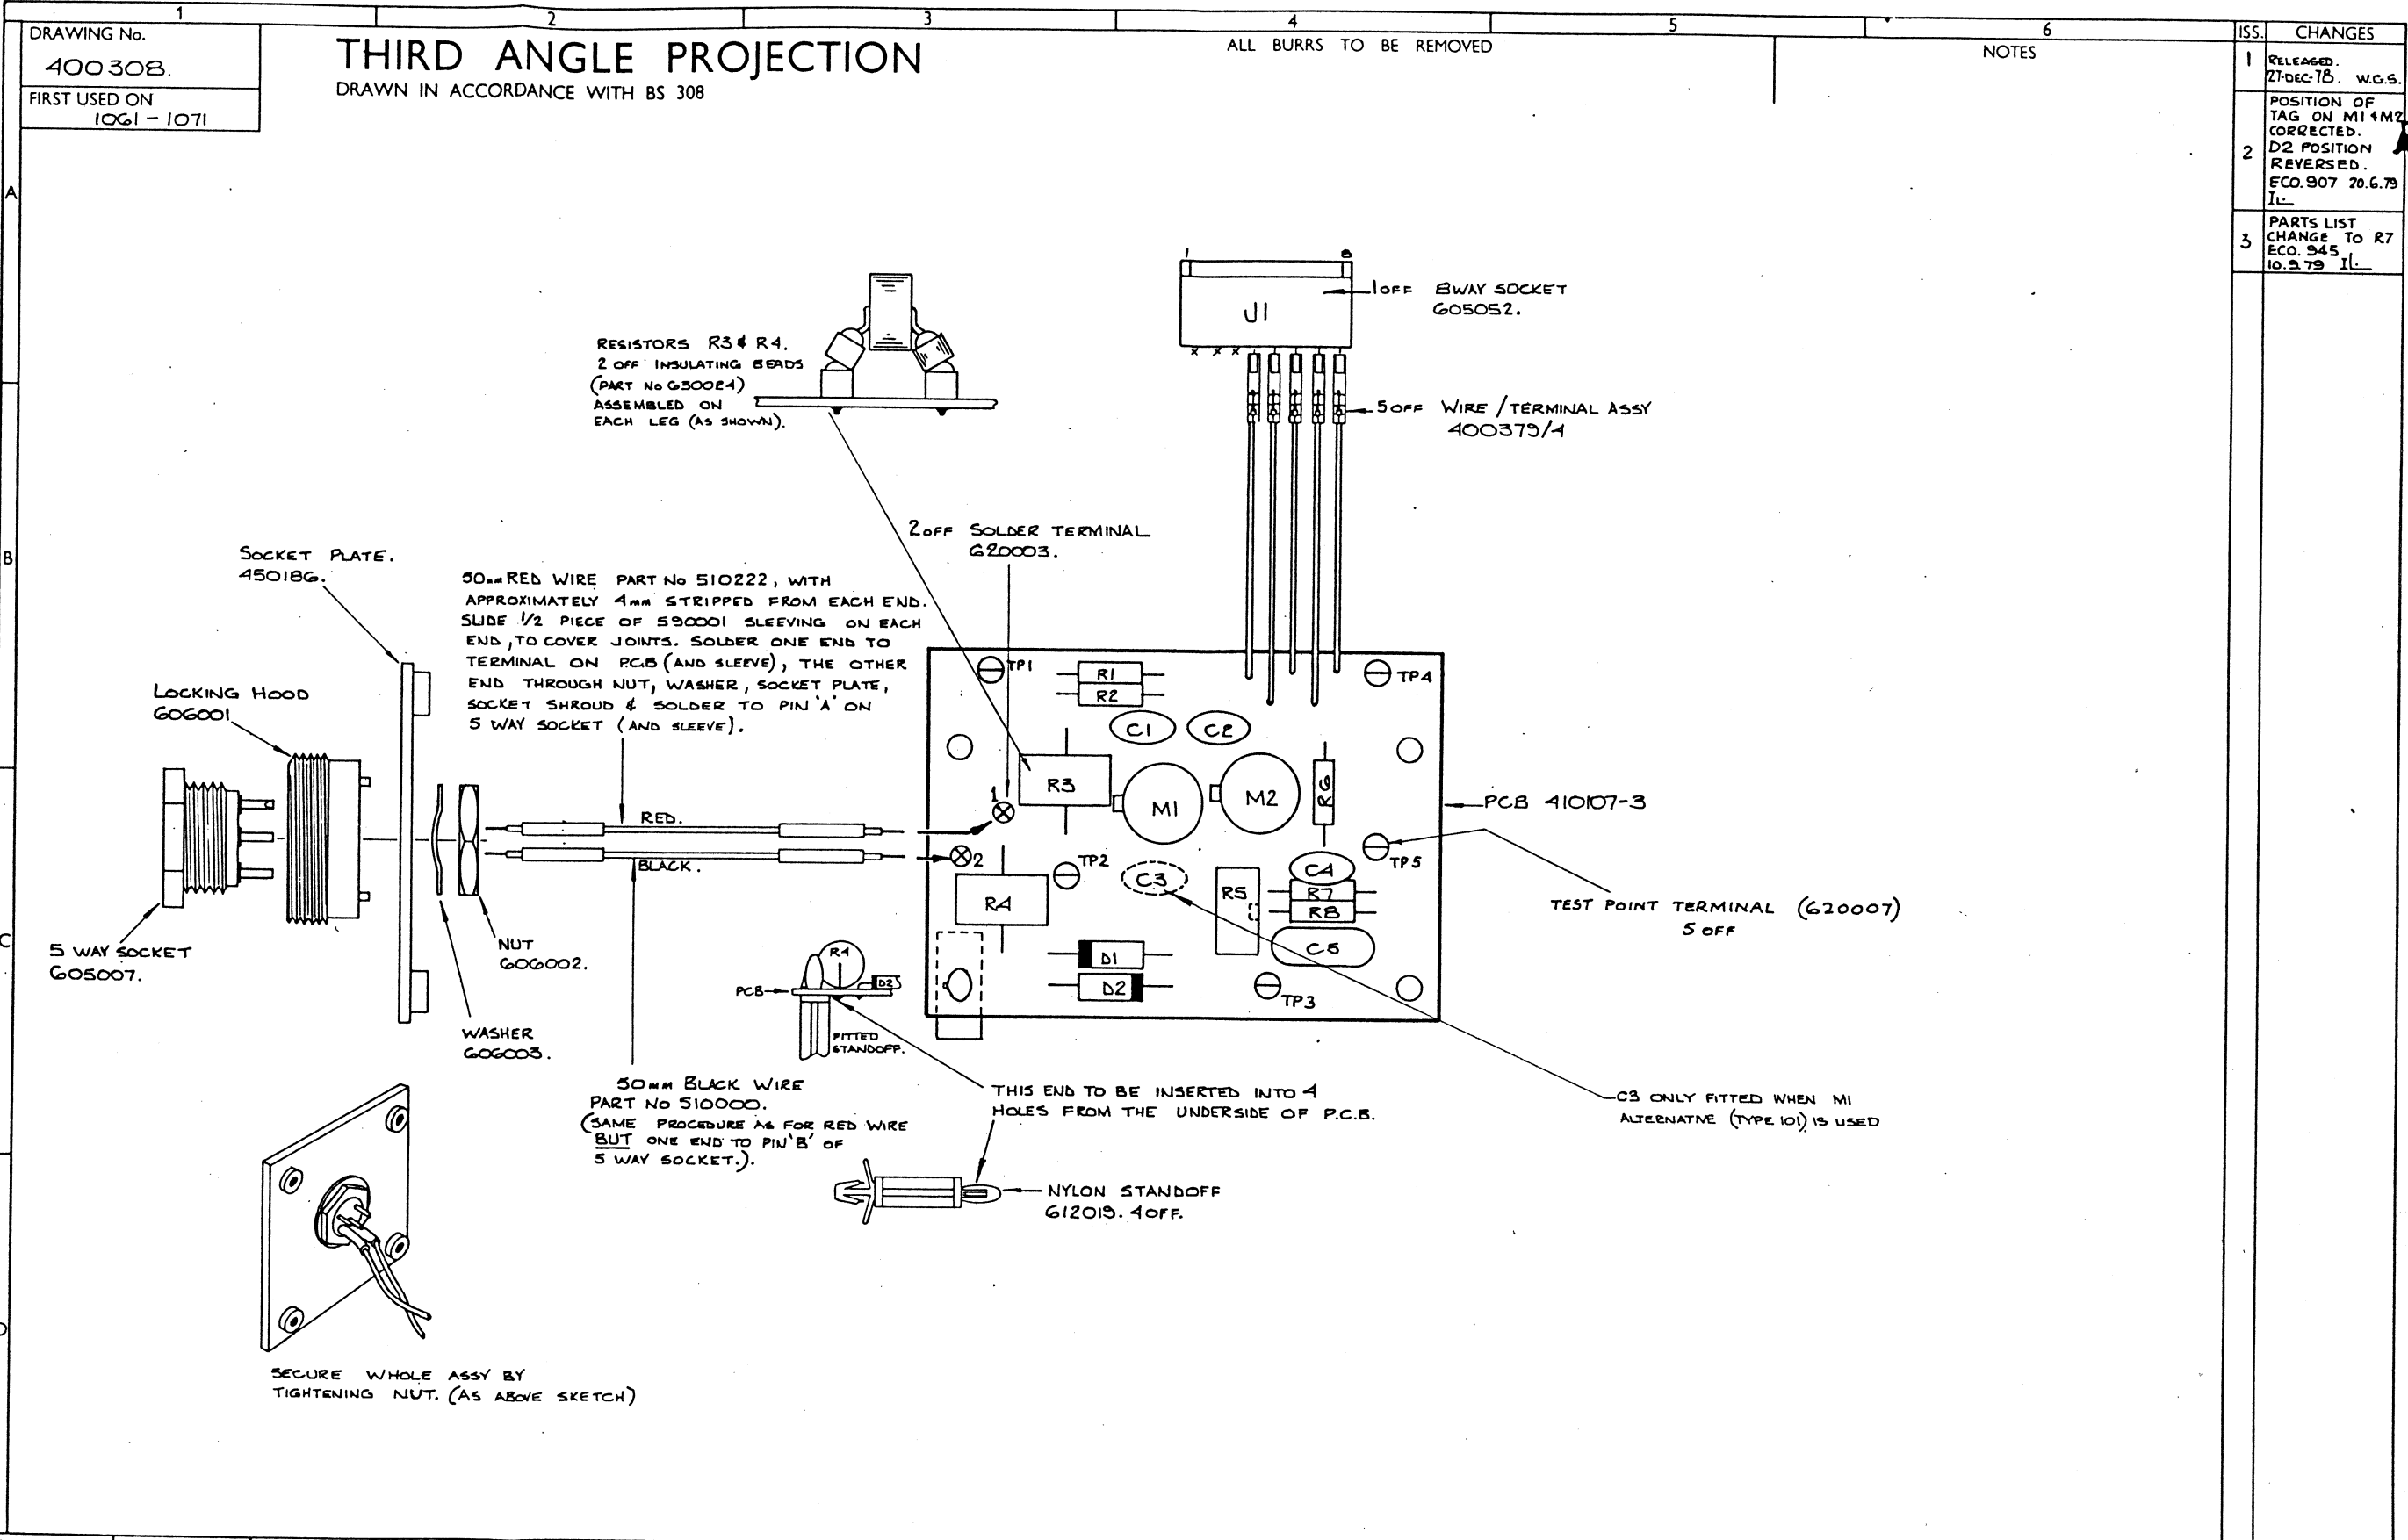 1 2 3 4 5 6
DRAWING No.
400308.
FIRST USED ON
1061 - 1071
THIRD ANGLE PROJECTION
DRAWN IN ACCORDANCE WITH BS 308
ALL BURRS TO BE REMOVED
NOTES
ISS. CHANGES
1 RELEASED.
27-DEC-78. W.G.S.
POSITION OF
TAG ON M1 & M2
CORRECTED.
2 D2 POSITION
REVERSED.
ECO.907 20.6.79
IL
PARTS LIST
3 CHANGE TO R7
ECO. 945
10.9.79 IL
A
B
C
D
RESISTORS R3 & R4.
2 OFF INSULATING BEADS
(PART No 630024)
ASSEMBLED ON
EACH LEG (AS SHOWN).
1 8
J1
x x x
1 OFF 8WAY SOCKET
605052.
5 OFF WIRE / TERMINAL ASSY
400379/4
2 OFF SOLDER TERMINAL
620003.
SOCKET PLATE.
450186.
50mm RED WIRE PART No 510222, WITH
APPROXIMATELY 4mm STRIPPED FROM EACH END.
SLIDE 1/2 PIECE OF 590001 SLEEVING ON EACH
END, TO COVER JOINTS. SOLDER ONE END TO
TERMINAL ON P.C.B (AND SLEEVE), THE OTHER
END THROUGH NUT, WASHER, SOCKET PLATE,
SOCKET SHROUD & SOLDER TO PIN 'A' ON
5 WAY SOCKET (AND SLEEVE).
LOCKING HOOD
606001
RED.
BLACK.
5 WAY SOCKET
605007.
NUT
606002.
WASHER
606003.
TP1
R1
R2
TP4
C1
C2
R3
M1
M2
R6
1
2
TP2
C3
R4
R5
C4
TP5
R7
R8
C5
D1
D2
TP3
PCB 410107-3
TEST POINT TERMINAL (620007)
5 OFF
PCB
R4
D2
FITTED
STANDOFF.
50mm BLACK WIRE
PART No 510000.
(SAME PROCEDURE AS FOR RED WIRE
BUT ONE END TO PIN 'B' OF
5 WAY SOCKET.).
THIS END TO BE INSERTED INTO 4
HOLES FROM THE UNDERSIDE OF P.C.B.
C3 ONLY FITTED WHEN M1
ALTERNATIVE (TYPE 101) IS USED
NYLON STANDOFF
612019. 4 OFF.
SECURE WHOLE ASSY BY
TIGHTENING NUT. (AS ABOVE SKETCH)